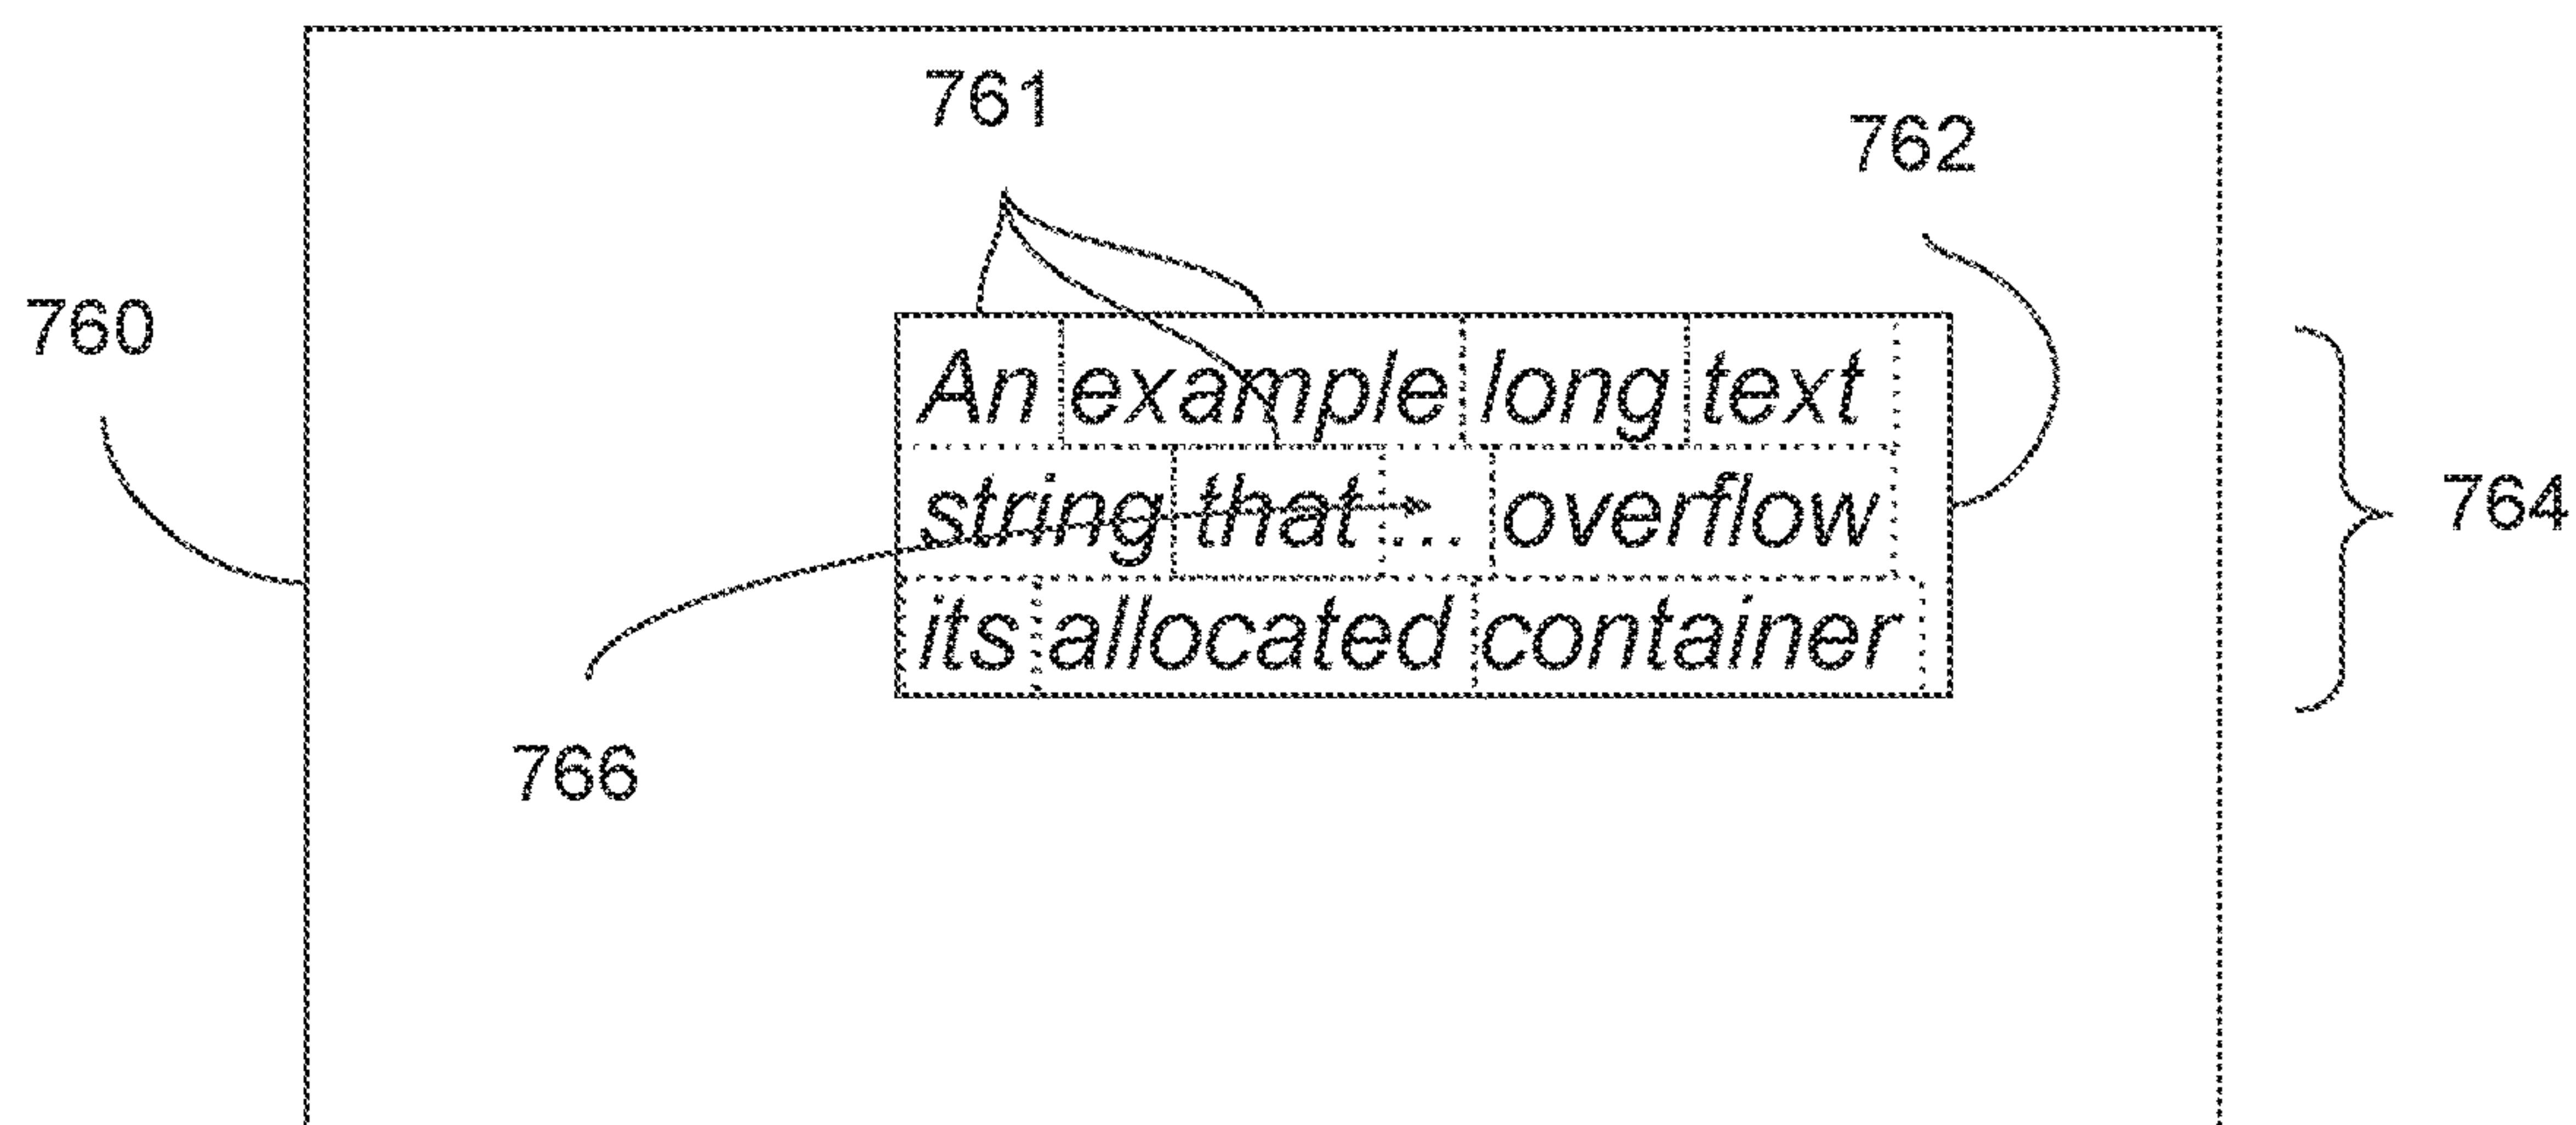 761
762
760
An example long text
string that ... overflow
764
its allocated container
766